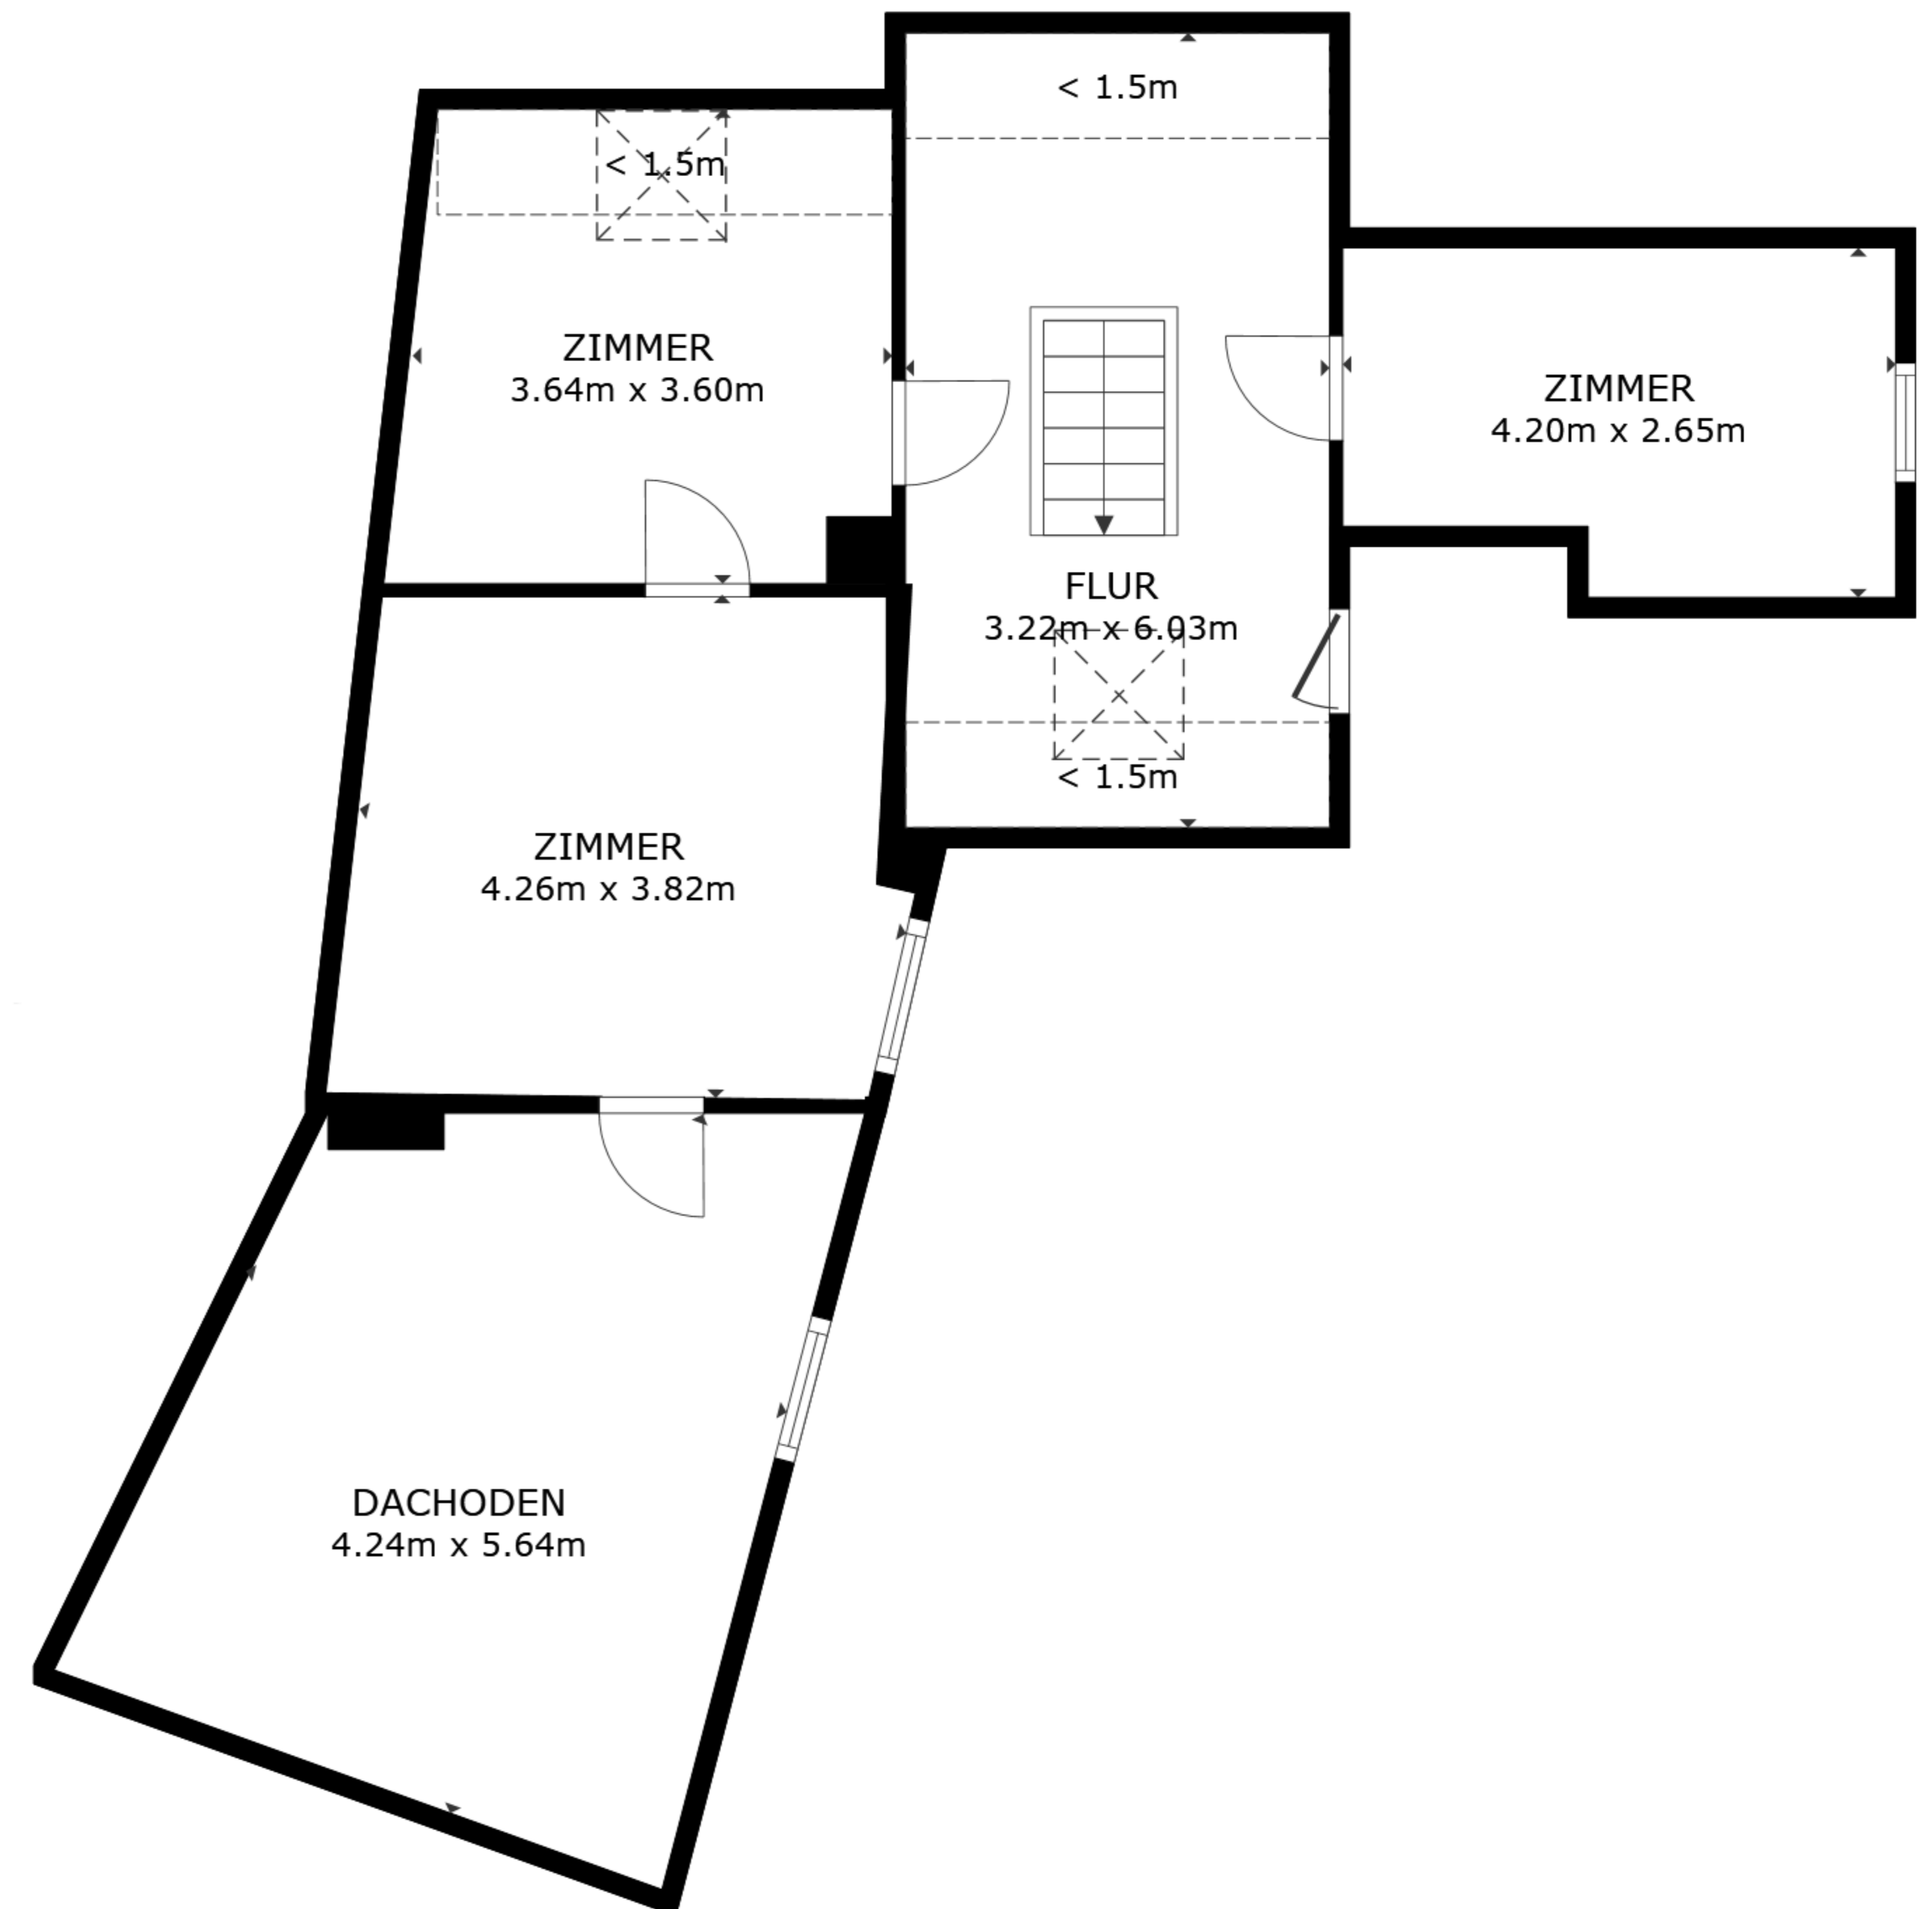 < 1.5m
< 1.5m
ZIMMER
3.64m x 3.60m
ZIMMER
4.20m x 2.65m
FLUR
3.22m x 6.03m
< 1.5m
ZIMMER
4.26m x 3.82m
DACHODEN
4.24m x 5.64m